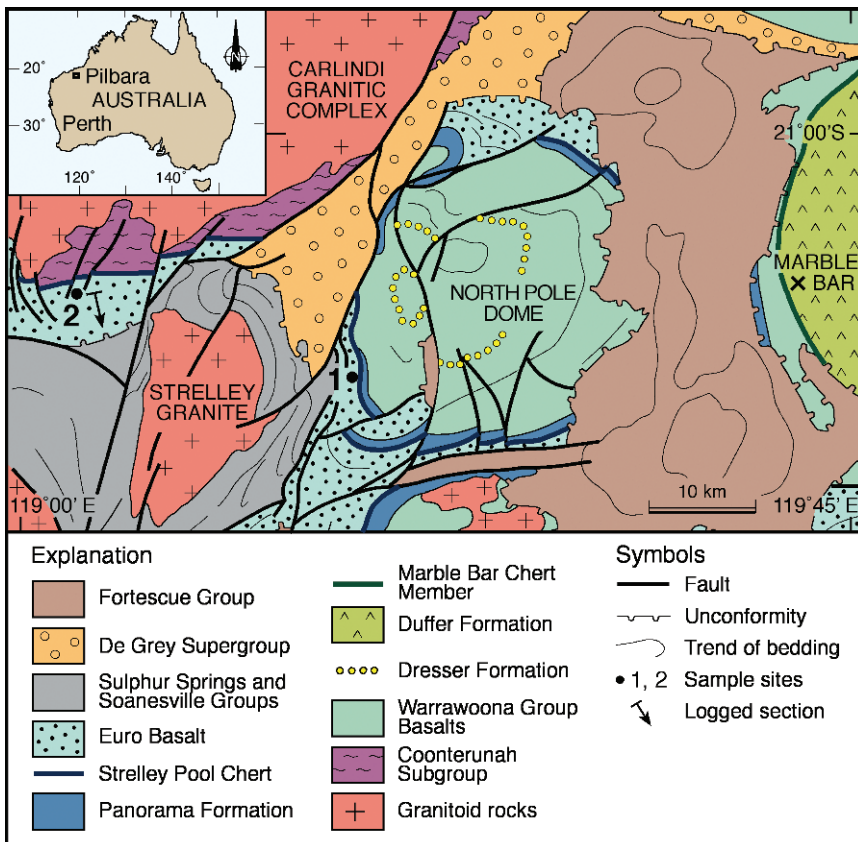 N
20°
Pilbara
AUSTRALIA
30°
Perth
120°
140°
CARLINDI
GRANITIC
COMPLEX
21°00'S
MARBLE
BAR
NORTH POLE
DOME
2
1
STRELLEY
GRANITE
10 km
119°00' E
119°45' E
Explanation
Fortescue Group
De Grey Supergroup
Sulphur Springs and
Soanesville Groups
Euro Basalt
Strelley Pool Chert
Panorama Formation
Marble Bar Chert
Member
Duffer Formation
Dresser Formation
Warrawoona Group
Basalts
Coonterunah
Subgroup
Granitoid rocks
Symbols
Fault
Unconformity
Trend of bedding
1, 2 Sample sites
Logged section